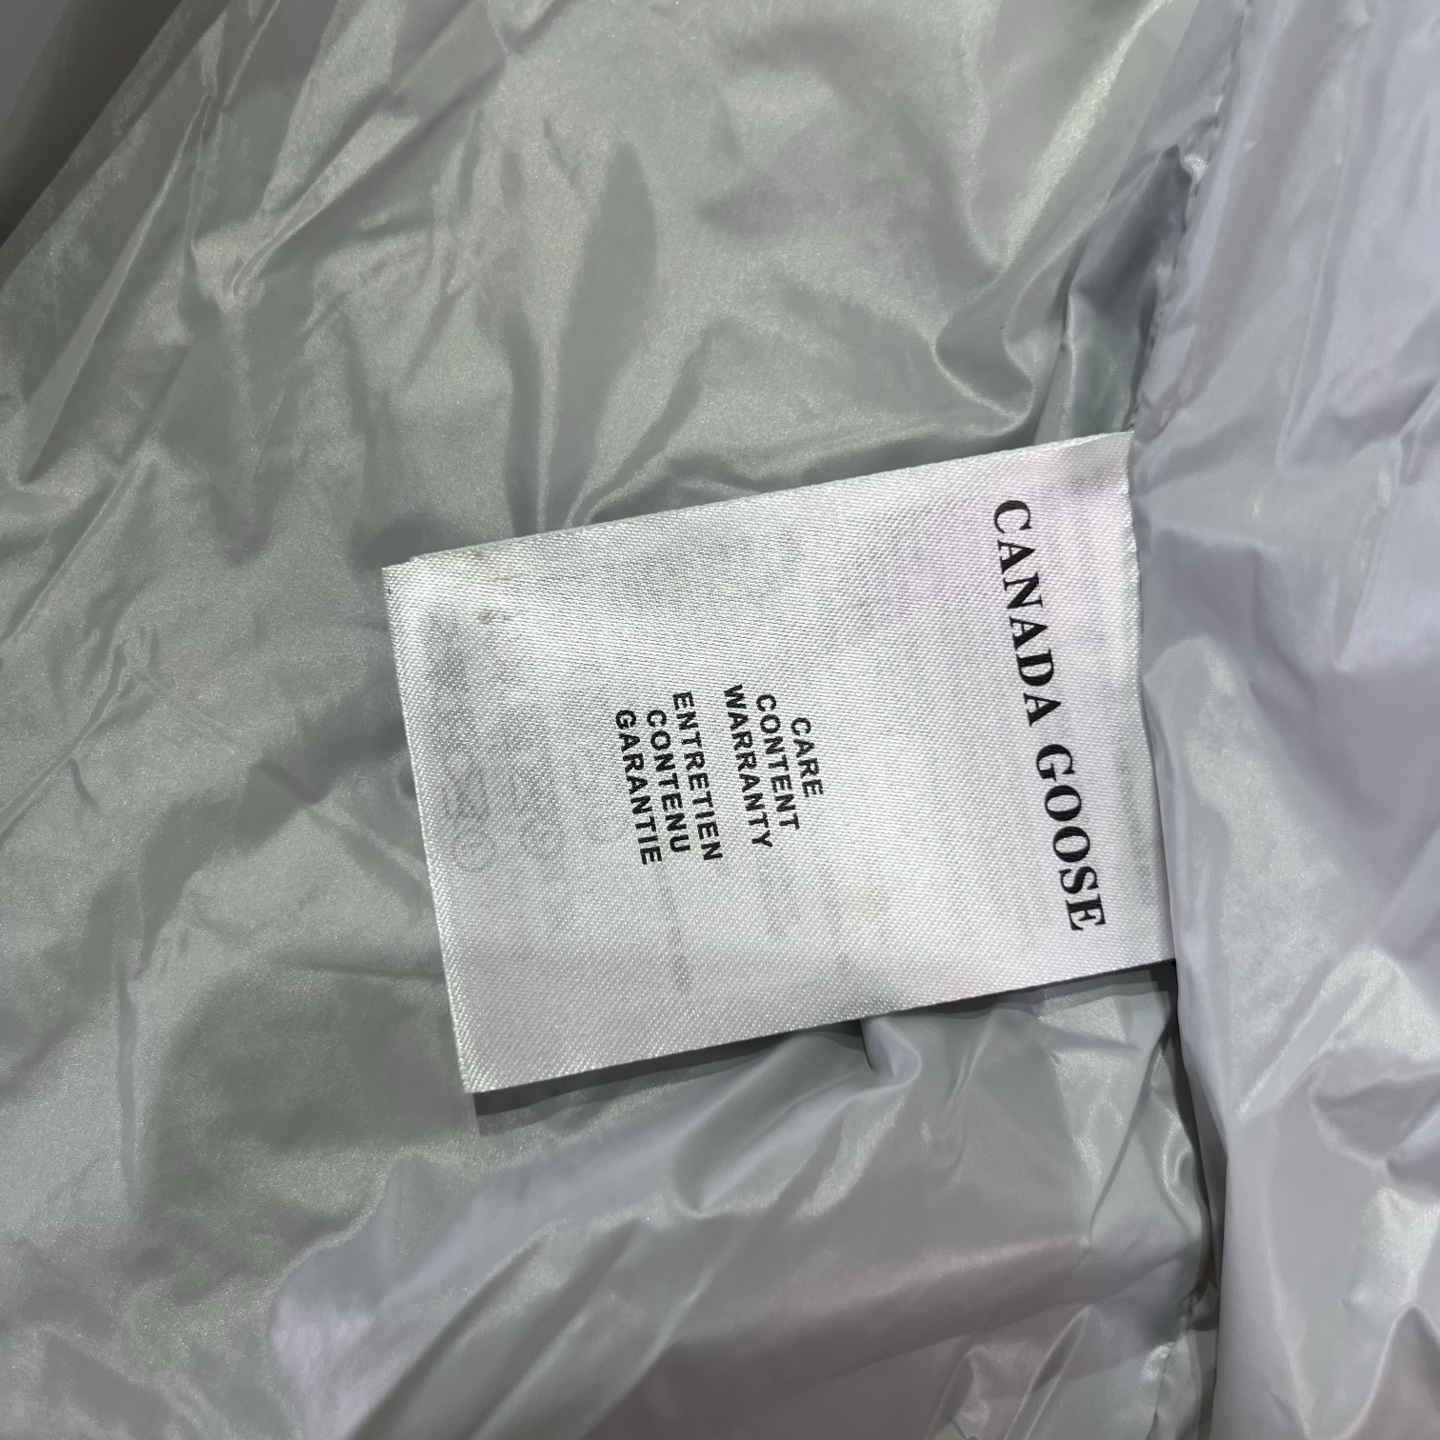 CANADA GOOSE
CARE
CONTENT
WARRANTY
ENTRETIEN
CONTENU
GARANTIE